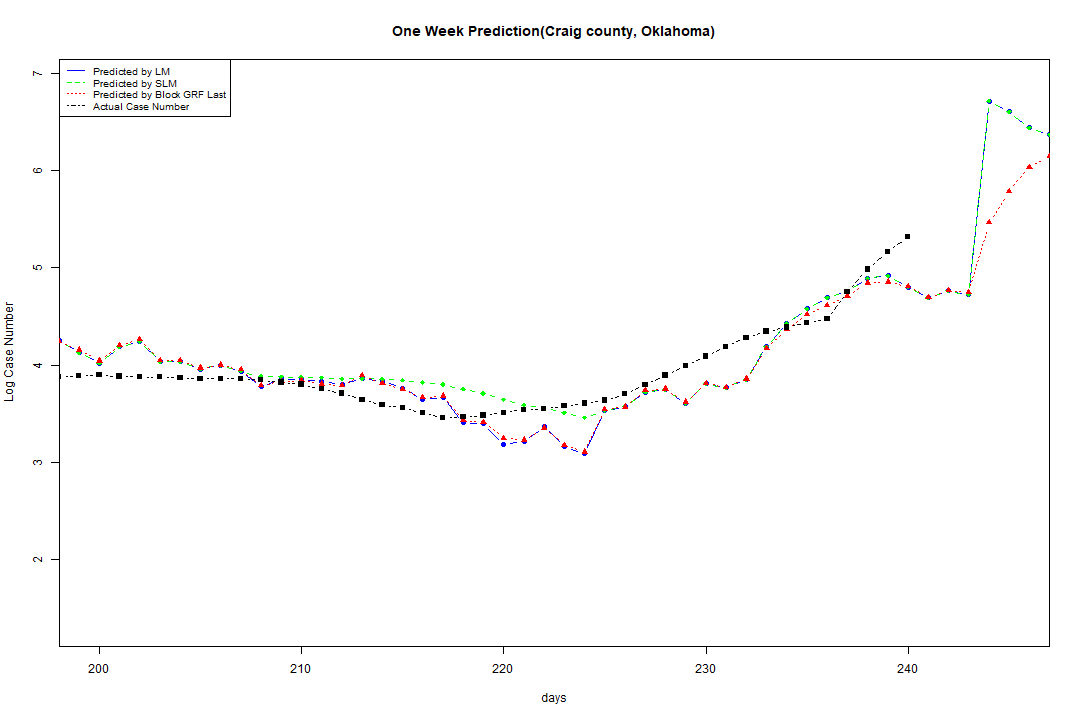 One Week Prediction(Craig county, Oklahoma)
Predicted by LM
Predicted by SLM
Predicted by Block GRF Last
Actual Case Number
Log Case Number
7
6
5
4
3
2
200 210 220 230 240
days